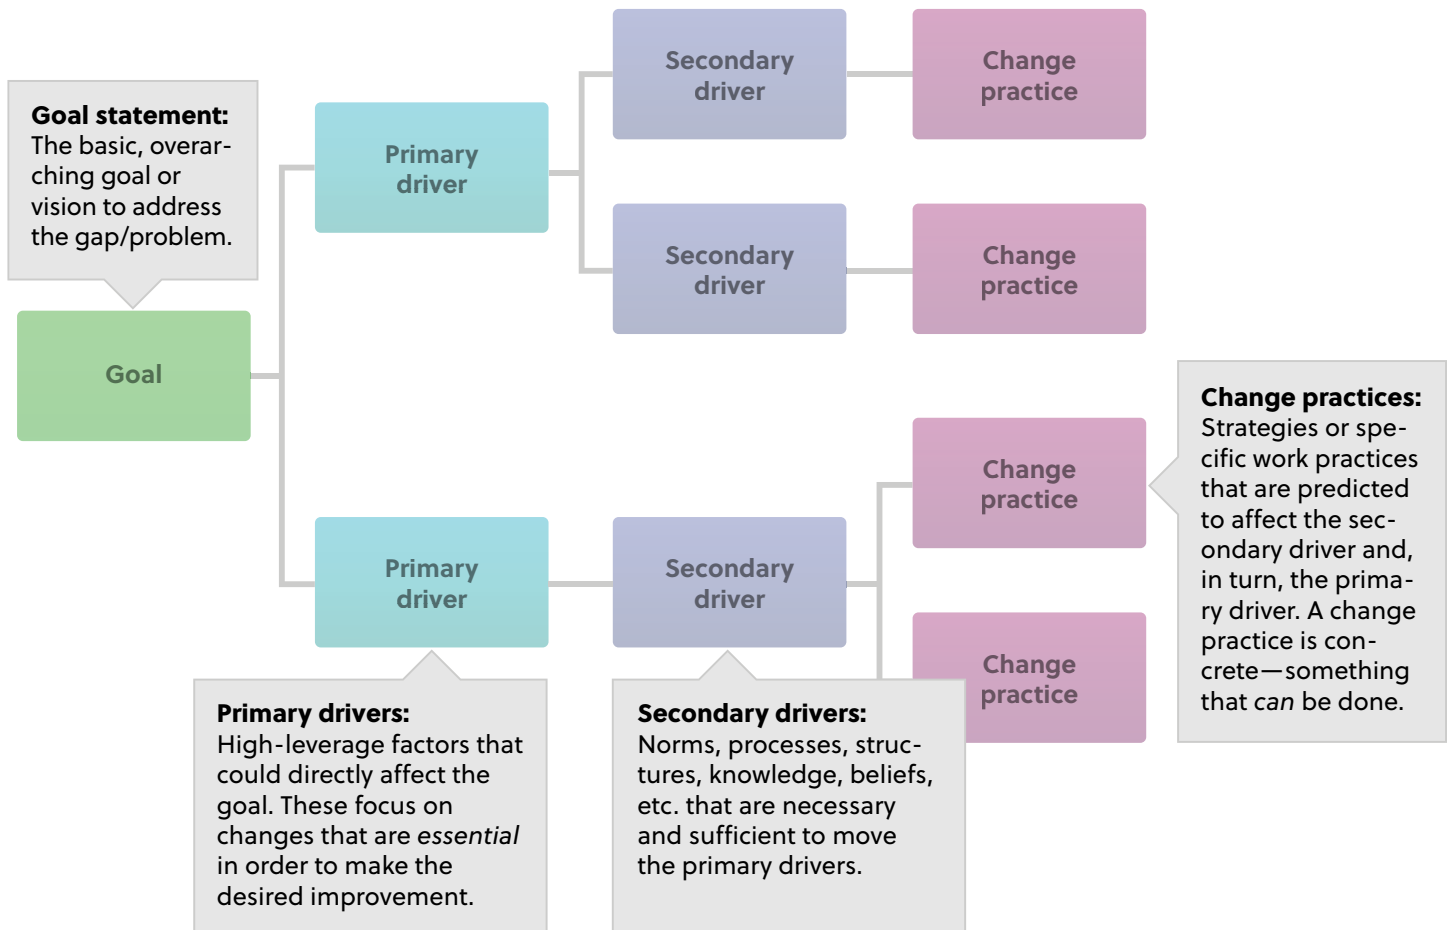 Goal statement:
The basic, overar-
ching goal or
vision to address
the gap/problem.
Goal
Primary
driver
Secondary
driver
Change
practice
Secondary
driver
Change
practice
Primary
driver
Secondary
driver
Change
practice
Change
practice
Primary drivers:
High-leverage factors that
could directly affect the
goal. These focus on
changes that are essential
in order to make the
desired improvement.
Secondary drivers:
Norms, processes, struc-
tures, knowledge, beliefs,
etc. that are necessary
and sufficient to move
the primary drivers.
Change practices:
Strategies or spe-
cific work practices
that are predicted
to affect the sec-
ondary driver and,
in turn, the prima-
ry driver. A change
practice is con-
crete—something
that can be done.